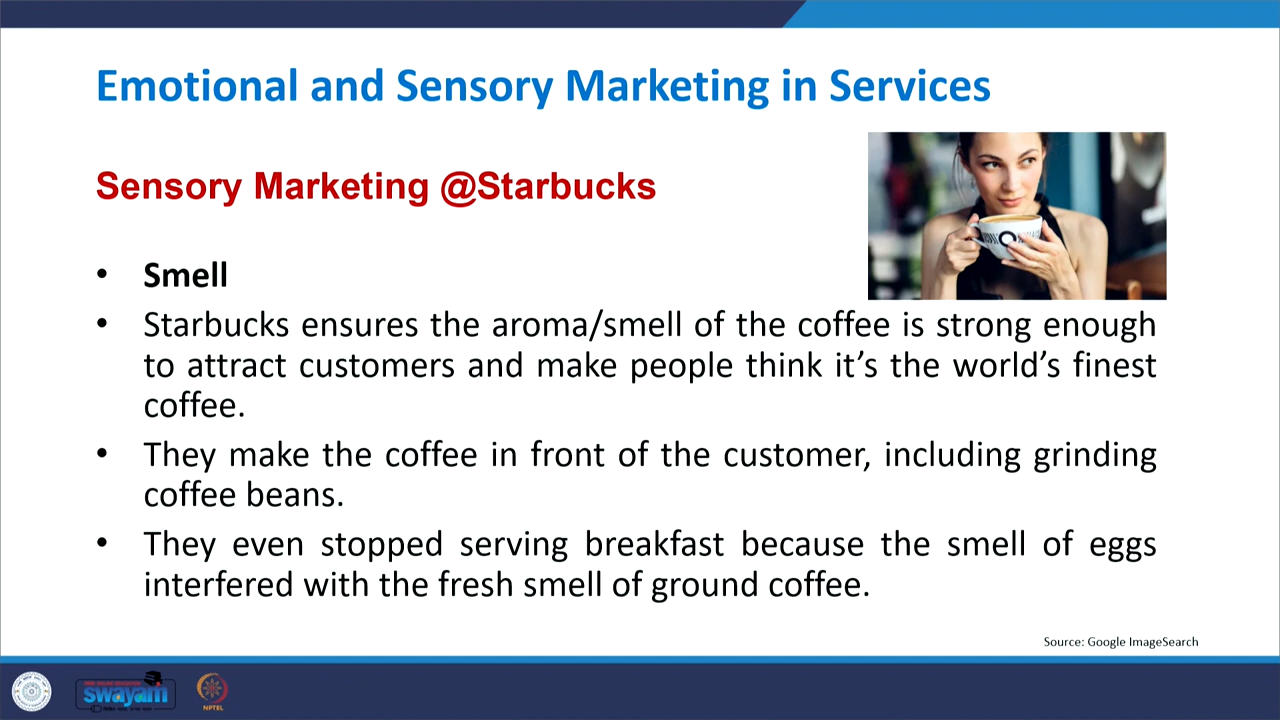 Emotional and Sensory Marketing in Services
Sensory Marketing @Starbucks
• Smell
• Starbucks ensures the aroma/smell of the coffee is strong enough
to attract customers and make people think it’s the world’s finest
coffee.
• They make the coffee in front of the customer, including grinding
coffee beans.
• They even stopped serving breakfast because the smell of eggs
interfered with the fresh smell of ground coffee.
Source: Google ImageSearch
swayam
NPTEL